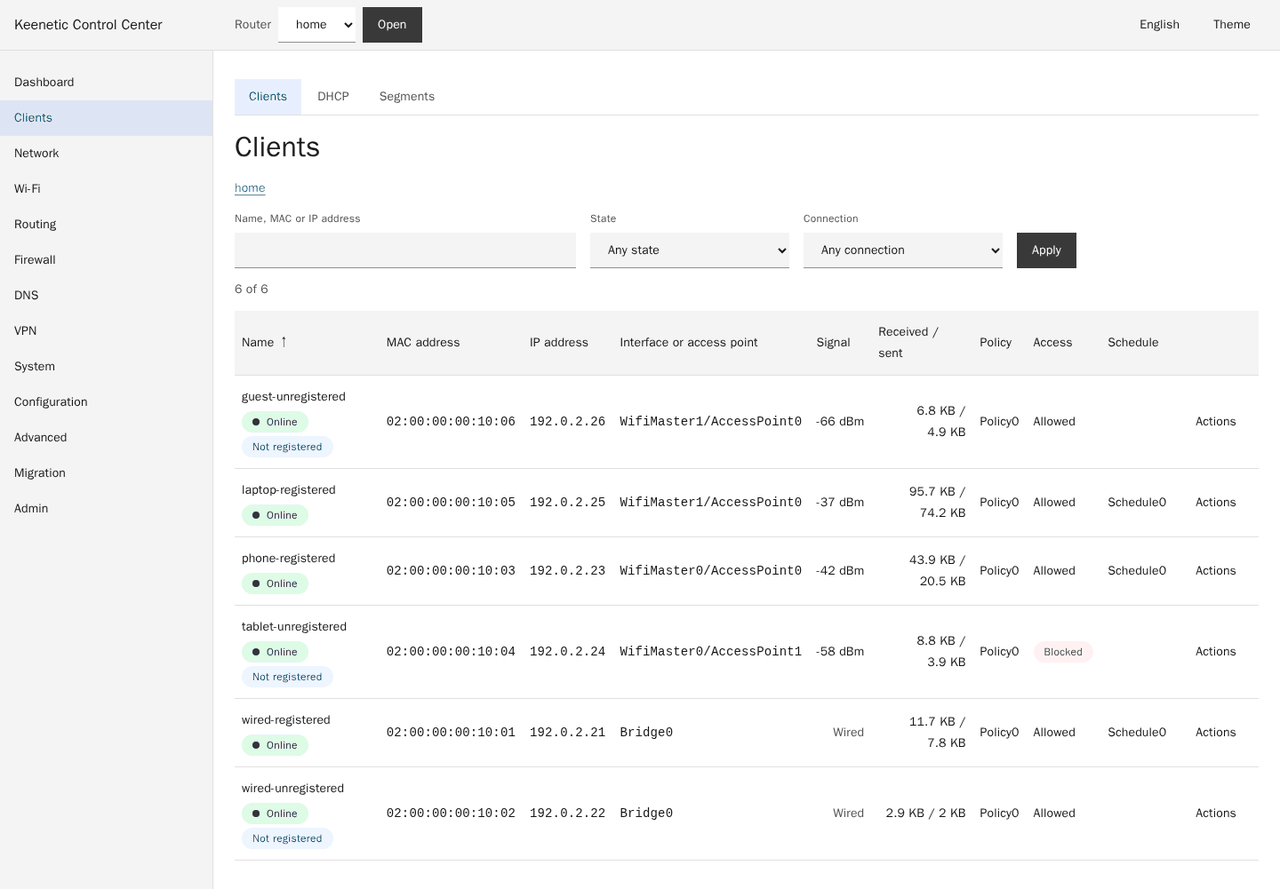 Keenetic Control Center
Router home Open
English Theme
Dashboard
Clients
Network
Wi-Fi
Routing
Firewall
DNS
VPN
System
Configuration
Advanced
Migration
Admin
Clients DHCP Segments
Clients
home
Name, MAC or IP address State Connection
Any state Any connection Apply
6 of 6
Name ↑ MAC address IP address Interface or access point Signal Received / sent Policy Access Schedule
guest-unregistered
Online
Not registered
02:00:00:00:10:06 192.0.2.26 WifiMaster1/AccessPoint0 -66 dBm 6.8 KB / 4.9 KB Policy0 Allowed Actions
laptop-registered
Online
02:00:00:00:10:05 192.0.2.25 WifiMaster1/AccessPoint0 -37 dBm 95.7 KB / 74.2 KB Policy0 Allowed Schedule0 Actions
phone-registered
Online
02:00:00:00:10:03 192.0.2.23 WifiMaster0/AccessPoint0 -42 dBm 43.9 KB / 20.5 KB Policy0 Allowed Schedule0 Actions
tablet-unregistered
Online
Not registered
02:00:00:00:10:04 192.0.2.24 WifiMaster0/AccessPoint1 -58 dBm 8.8 KB / 3.9 KB Policy0 Blocked Actions
wired-registered
Online
02:00:00:00:10:01 192.0.2.21 Bridge0 Wired 11.7 KB / 7.8 KB Policy0 Allowed Schedule0 Actions
wired-unregistered
Online
Not registered
02:00:00:00:10:02 192.0.2.22 Bridge0 Wired 2.9 KB / 2 KB Policy0 Allowed Actions